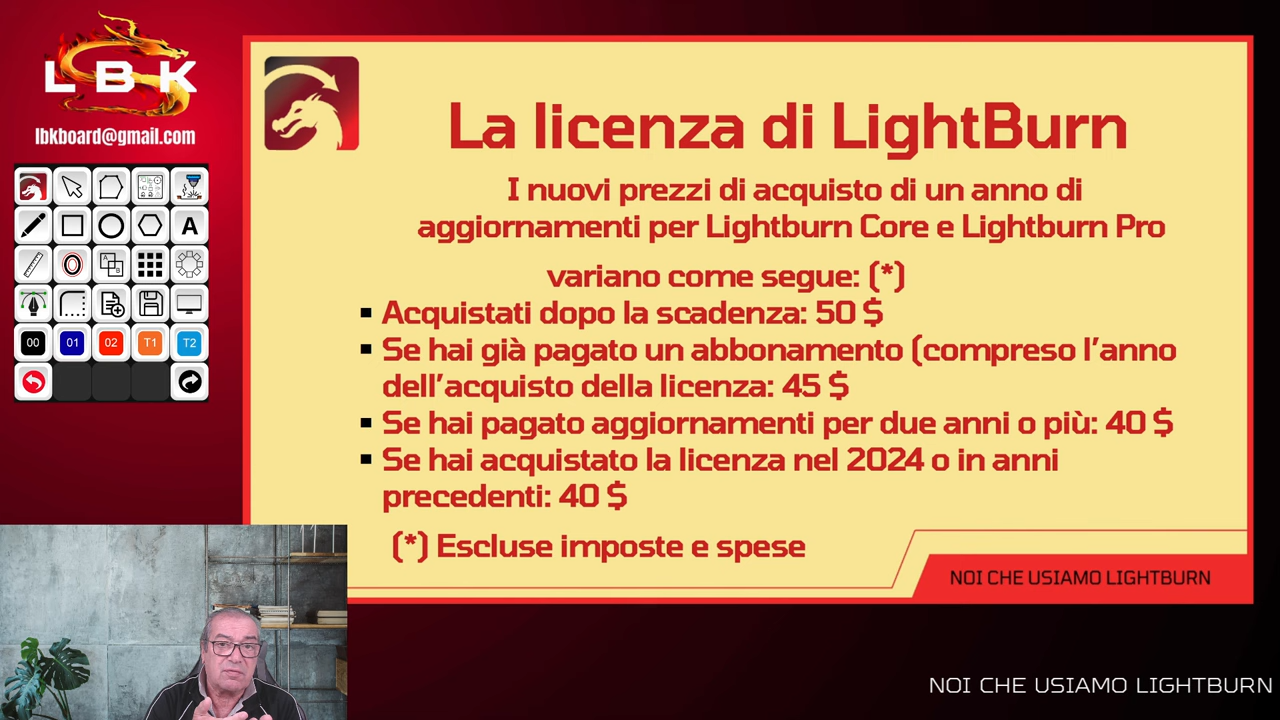 LBK
lbkboard@gmail.com
A
A
B
00
01
02
T1
T2
La licenza di LightBurn
I nuovi prezzi di acquisto di un anno di
aggiornamenti per Lightburn Core e Lightburn Pro
variano come segue: (*)
Acquistati dopo la scadenza: 50 $
Se hai già pagato un abbonamento (compreso l’anno
dell’acquisto della licenza: 45 $
Se hai pagato aggiornamenti per due anni o più: 40 $
Se hai acquistato la licenza nel 2024 o in anni
precedenti: 40 $
(*) Escluse imposte e spese
NOI CHE USIAMO LIGHTBURN
NOI CHE USIAMO LIGHTBURN